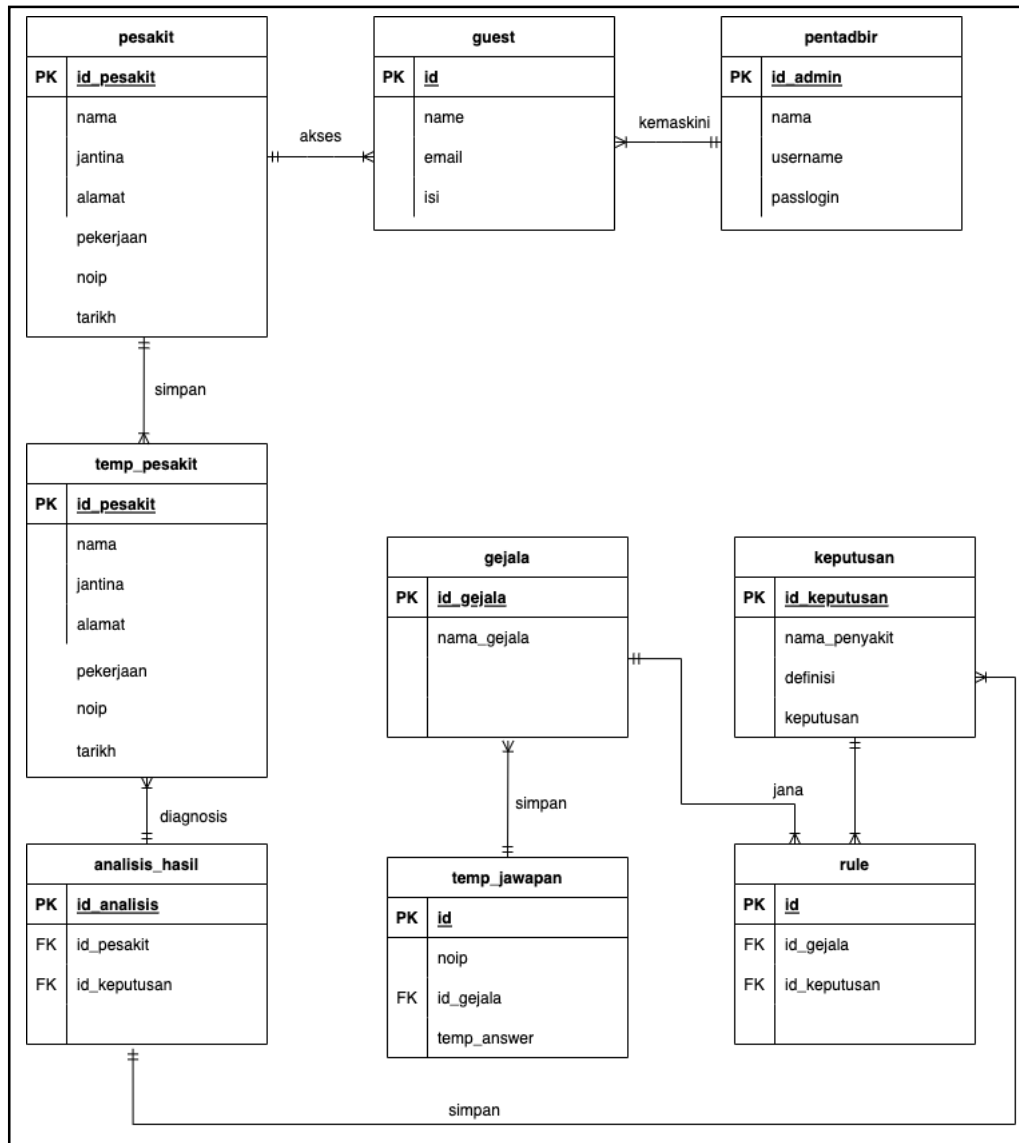 pesakit
PK id_pesakit
nama
jantina
alamat
pekerjaan
noip
tarikh
akses
guest
PK id
name
email
isi
kemaskini
pentadbir
PK id_admin
nama
username
passlogin
simpan
temp_pesakit
PK id_pesakit
nama
jantina
alamat
pekerjaan
noip
tarikh
diagnosis
gejala
PK id_gejala
nama_gejala
keputusan
PK id_keputusan
nama_penyakit
definisi
keputusan
simpan
jana
analisis_hasil
PK id_analisis
FK id_pesakit
FK id_keputusan
temp_jawapan
PK id
noip
FK id_gejala
temp_answer
rule
PK id
FK id_gejala
FK id_keputusan
simpan